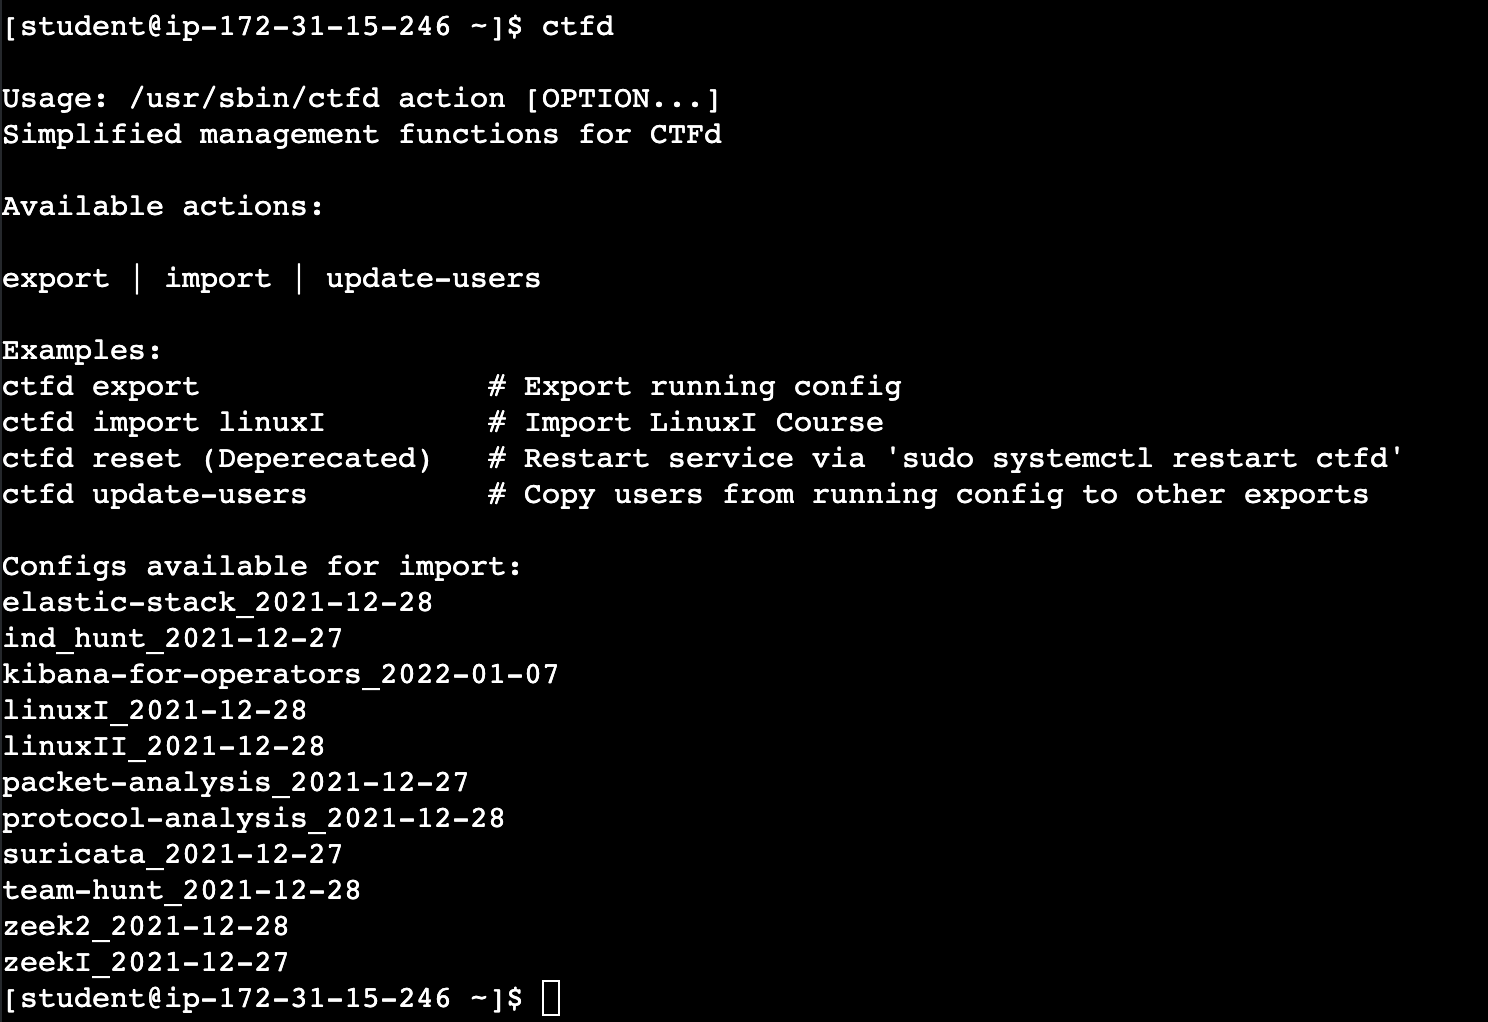 [student@ip-172-31-15-246 ~]$ ctfd
Usage: /usr/sbin/ctfd action [OPTION...]
Simplified management functions for CTFd
Available actions:
export | import | update-users
Examples:
ctfd export                # Export running config
ctfd import linuxI         # Import LinuxI Course
ctfd reset (Deperecated)   # Restart service via 'sudo systemctl restart ctfd'
ctfd update-users          # Copy users from running config to other exports
Configs available for import:
elastic-stack_2021-12-28
ind_hunt_2021-12-27
kibana-for-operators_2022-01-07
linuxI_2021-12-28
linuxII_2021-12-28
packet-analysis_2021-12-27
protocol-analysis_2021-12-28
suricata_2021-12-27
team-hunt_2021-12-28
zeek2_2021-12-28
zeekI_2021-12-27
[student@ip-172-31-15-246 ~]$